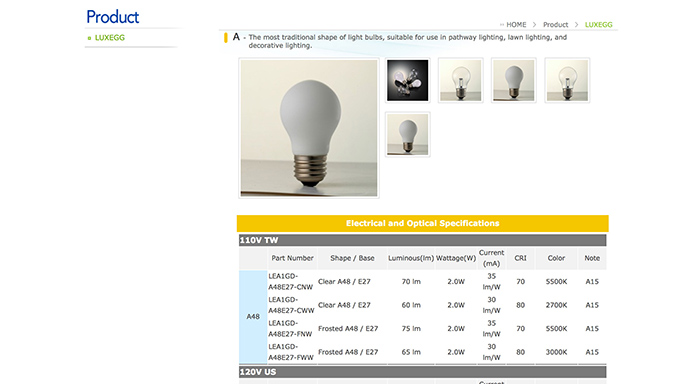 Product
LUXEGG
HOME > Product > LUXEGG
A - The most traditional shape of light bulbs, suitable for use in pathway lighting, lawn lighting, and
decorative lighting.
Electrical and Optical Specifications
110V TW
Part Number Shape / Base Luminous(lm) Wattage(W) Current (mA) CRI Color Note
A48
LEA1GD-A48E27-CNW Clear A48 / E27 70 lm 2.0W 35 lm/W 70 5500K A15
LEA1GD-A48E27-CWW Clear A48 / E27 60 lm 2.0W 30 lm/W 80 2700K A15
LEA1GD-A48E27-FNW Frosted A48 / E27 75 lm 2.0W 35 lm/W 70 5500K A15
LEA1GD-A48E27-FWW Frosted A48 / E27 65 lm 2.0W 30 lm/W 80 3000K A15
120V US
Current